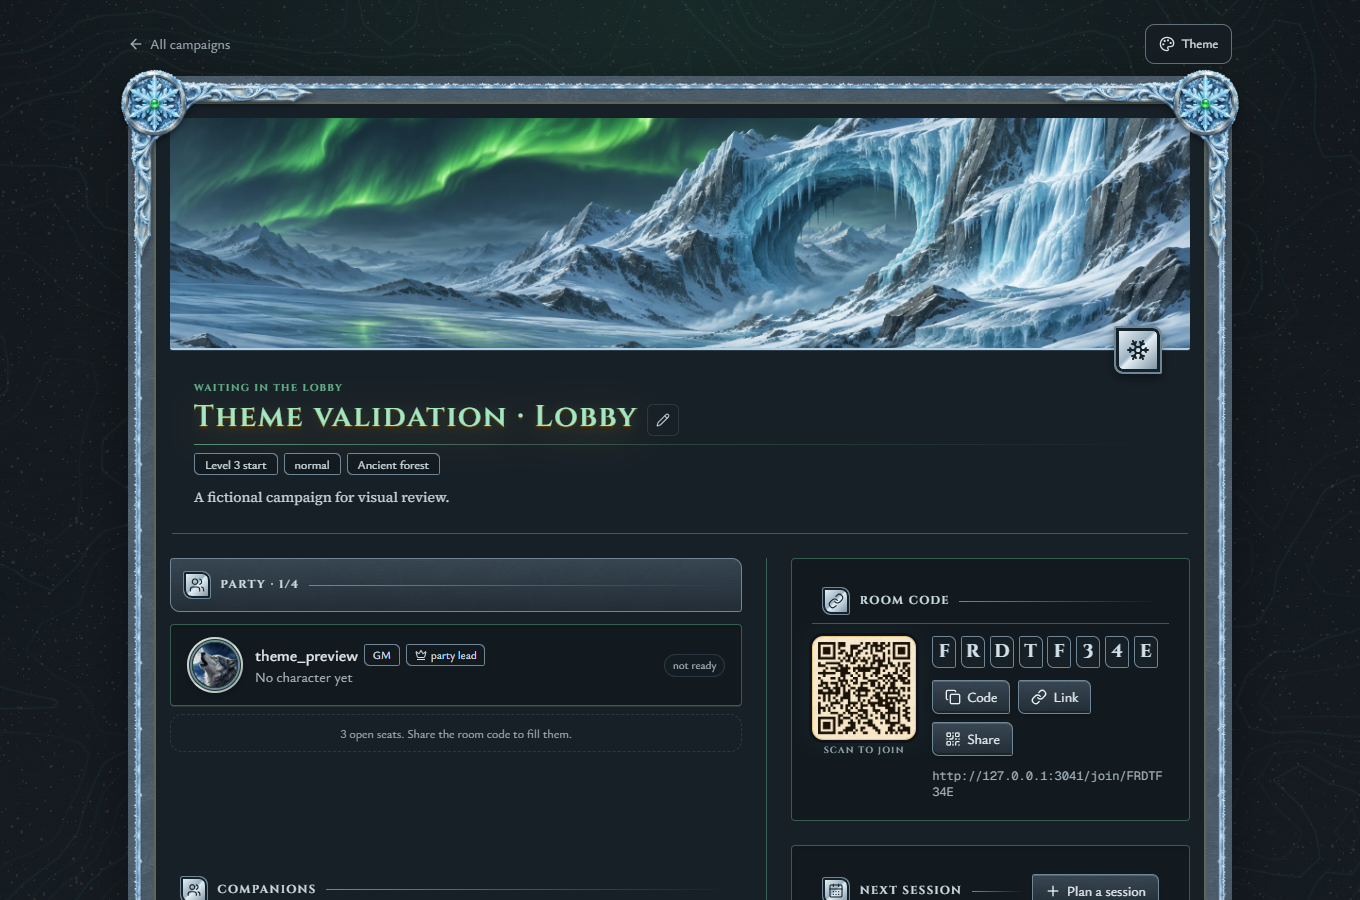 All campaigns
Theme
WAITING IN THE LOBBY
THEME VALIDATION · LOBBY
Level 3 start
normal
Ancient forest
A fictional campaign for visual review.
PARTY · 1/4
theme_preview
GM
party lead
No character yet
not ready
3 open seats. Share the room code to fill them.
COMPANIONS
ROOM CODE
F R D T F 3 4 E
Code
Link
Share
SCAN TO JOIN
http://127.0.0.1:3041/join/FRDTF
34E
NEXT SESSION
Plan a session